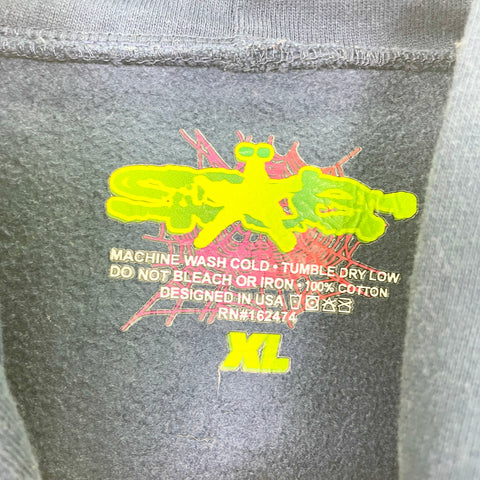 MACHINE WASH COLD • TUMBLE DRY LOW
DO NOT BLEACH OR IRON • 100% COTTON
DESIGNED IN USA
RN#162474
XL